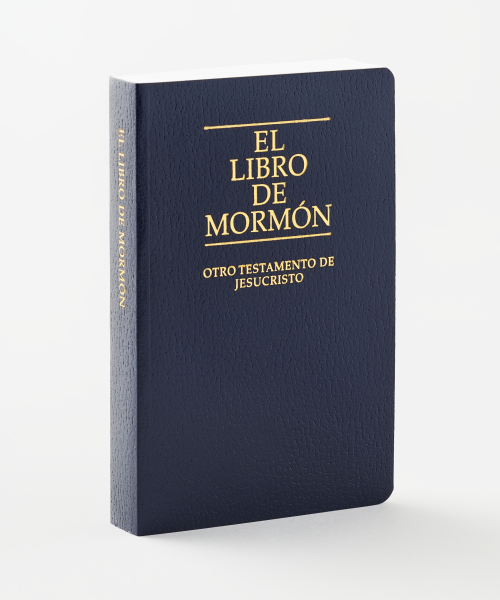 EL
LIBRO
DE
MORMÓN
OTRO TESTAMENTO DE
JESUCRISTO
EL LIBRO DE MORMÓN